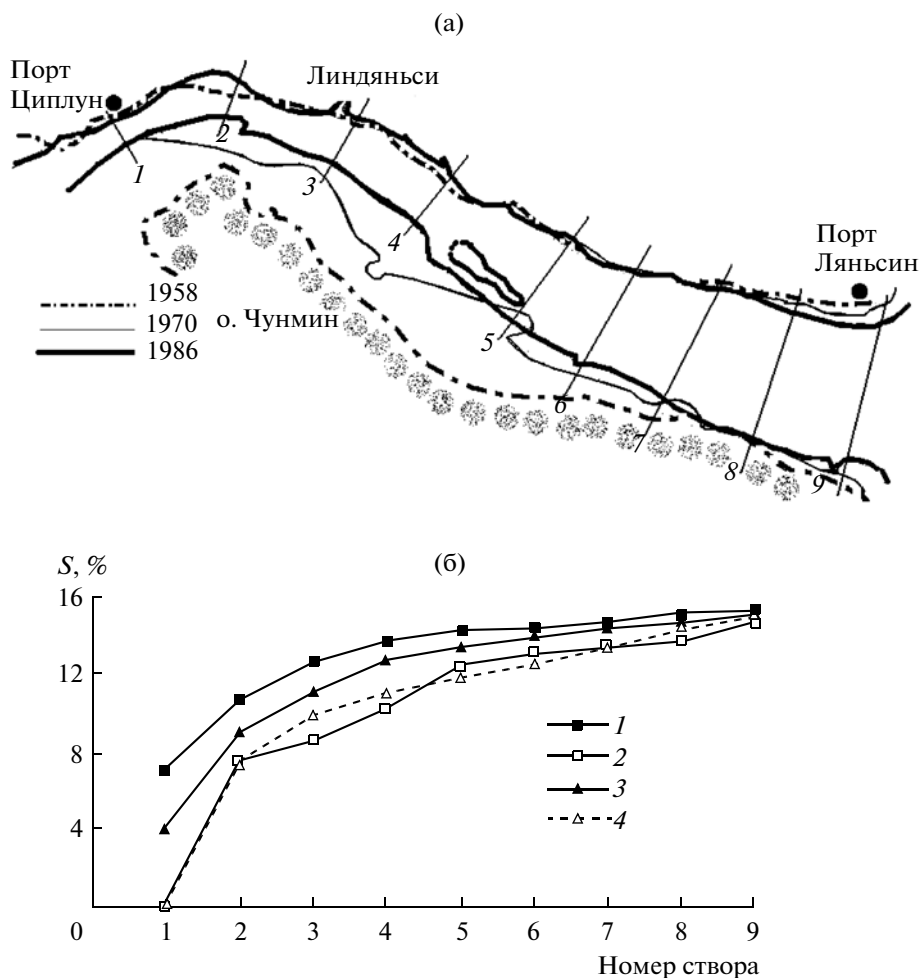 (а)
Порт
Циплун
Линдяньси
1
2
3
4
5
6
7
8
9
Порт
Ляньсин
1958
1970
1986
о. Чунмин
(б)
S, %
16
12
8
4
0
1 2 3 4 5 6 7 8 9
Номер створа
1
2
3
4